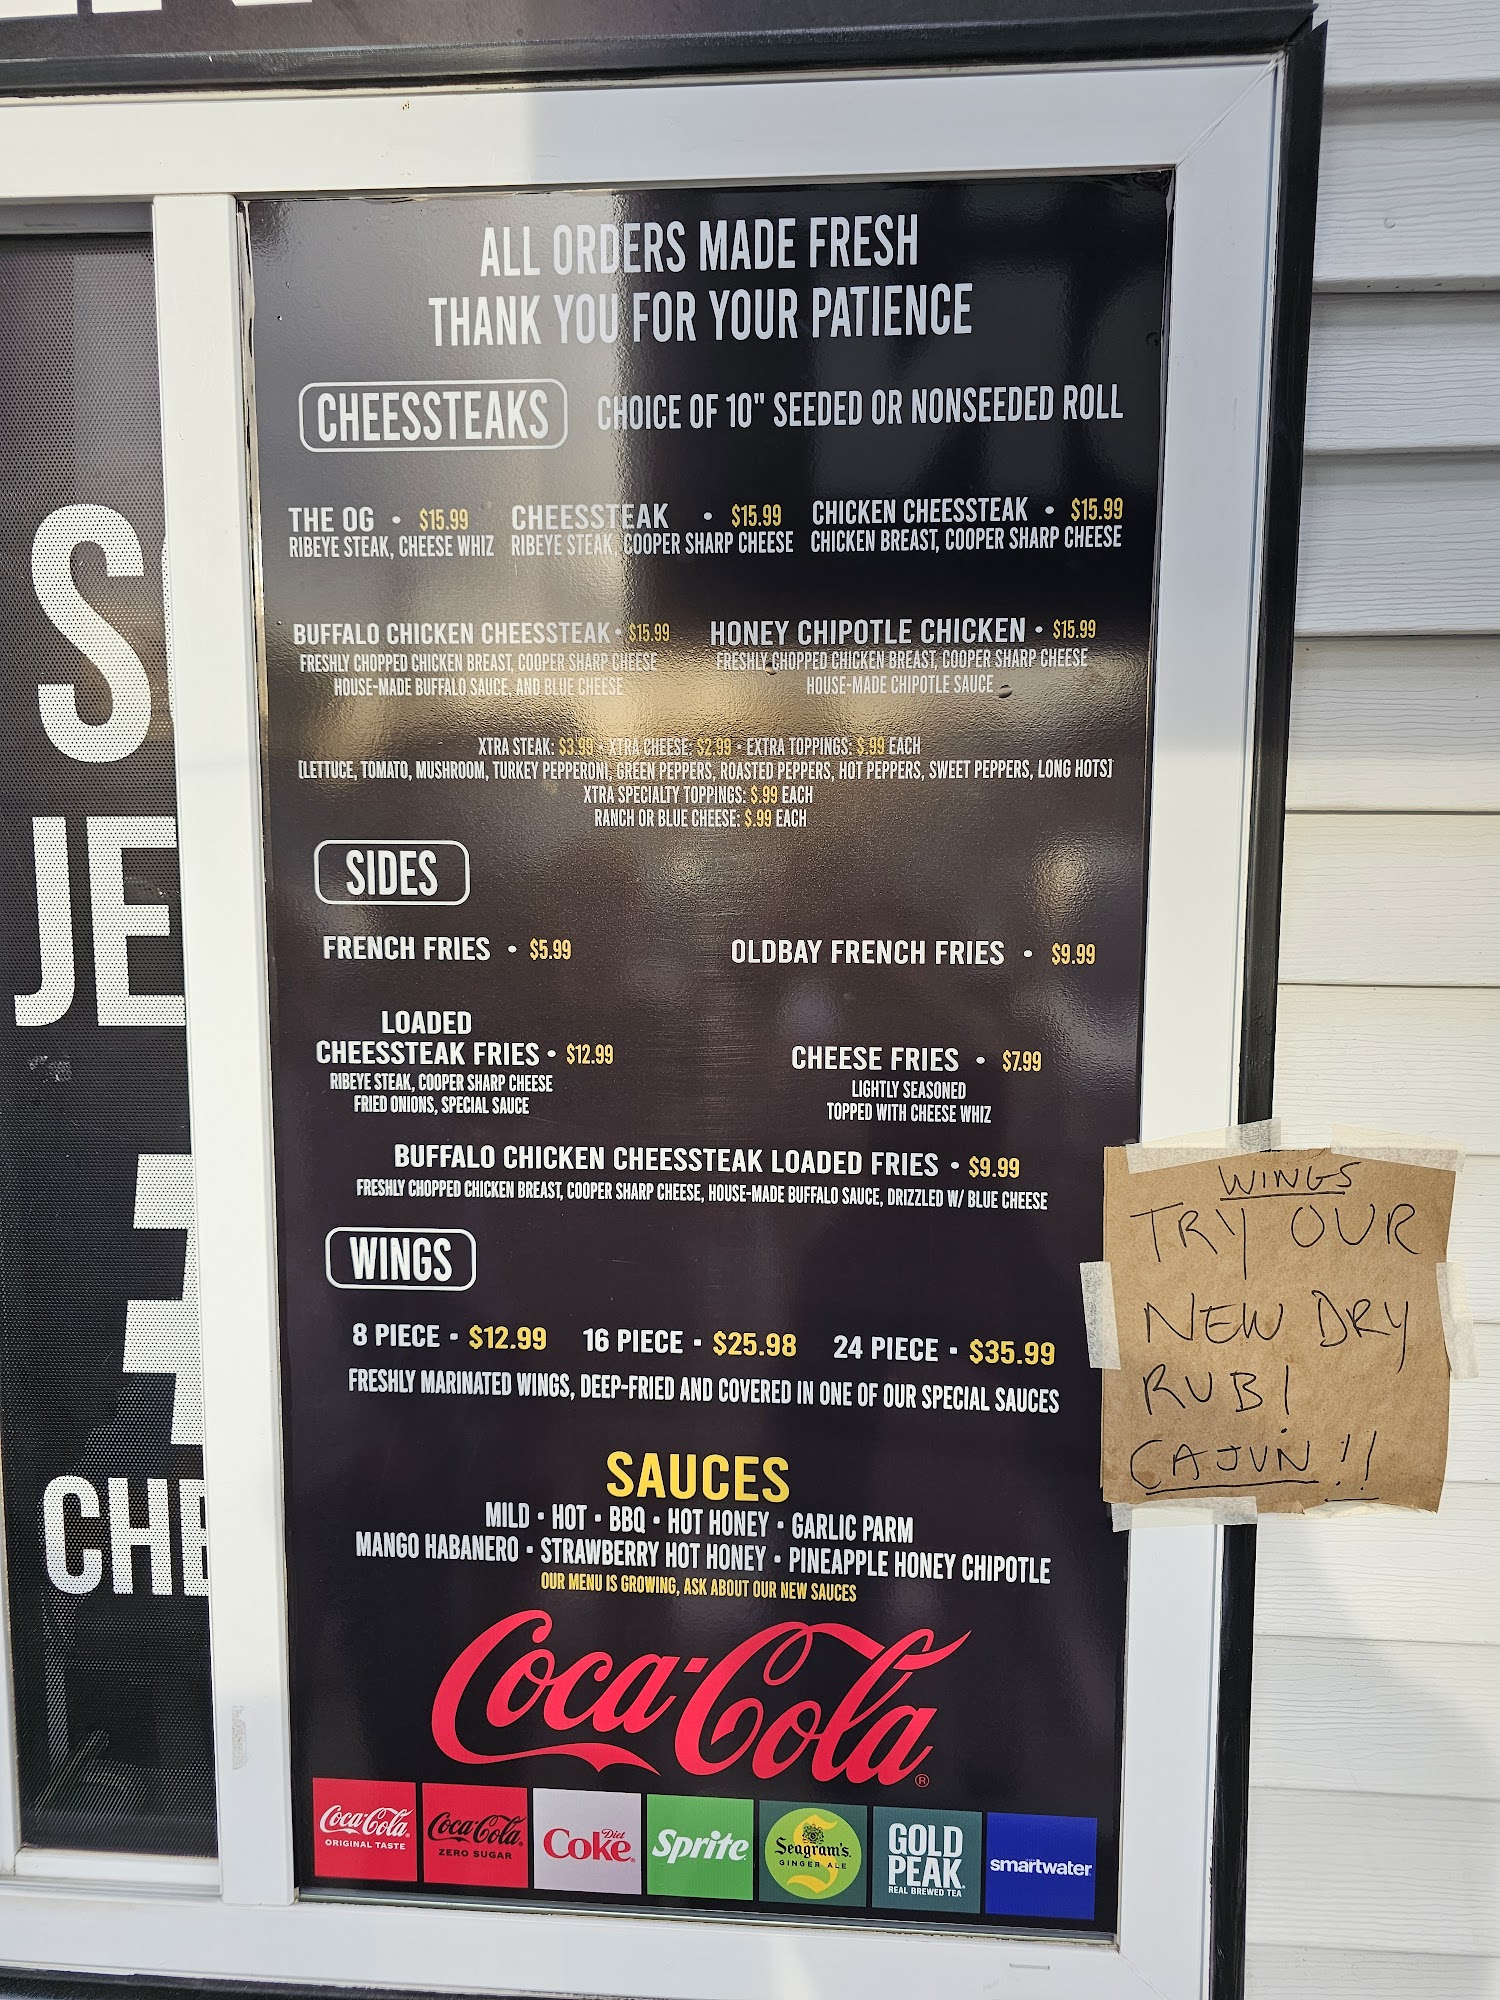 ALL ORDERS MADE FRESH
THANK YOU FOR YOUR PATIENCE
CHEESSTEAKS CHOICE OF 10" SEEDED OR NONSEEDED ROLL
THE OG • $15.99
RIBEYE STEAK, CHEESE WHIZ
CHEESSTEAK • $15.99
RIBEYE STEAK, COOPER SHARP CHEESE
CHICKEN CHEESSTEAK • $15.99
CHICKEN BREAST, COOPER SHARP CHEESE
BUFFALO CHICKEN CHEESSTEAK • $15.99
FRESHLY CHOPPED CHICKEN BREAST, COOPER SHARP CHEESE
HOUSE-MADE BUFFALO SAUCE, AND BLUE CHEESE
HONEY CHIPOTLE CHICKEN • $15.99
FRESHLY CHOPPED CHICKEN BREAST, COOPER SHARP CHEESE
HOUSE-MADE CHIPOTLE SAUCE
XTRA STEAK: $3.99 • XTRA CHEESE: $2.99 • EXTRA TOPPINGS: $.99 EACH
[LETTUCE, TOMATO, MUSHROOM, TURKEY PEPPERONI, GREEN PEPPERS, ROASTED PEPPERS, HOT PEPPERS, SWEET PEPPERS, LONG HOTS]
XTRA SPECIALTY TOPPINGS: $.99 EACH
RANCH OR BLUE CHEESE: $.99 EACH
SIDES
FRENCH FRIES • $5.99
OLDBAY FRENCH FRIES • $9.99
LOADED
CHEESSTEAK FRIES • $12.99
RIBEYE STEAK, COOPER SHARP CHEESE
FRIED ONIONS, SPECIAL SAUCE
CHEESE FRIES • $7.99
LIGHTLY SEASONED
TOPPED WITH CHEESE WHIZ
BUFFALO CHICKEN CHEESSTEAK LOADED FRIES • $9.99
FRESHLY CHOPPED CHICKEN BREAST, COOPER SHARP CHEESE, HOUSE-MADE BUFFALO SAUCE, DRIZZLED W/ BLUE CHEESE
WINGS
8 PIECE • $12.99 16 PIECE • $25.98 24 PIECE • $35.99
FRESHLY MARINATED WINGS, DEEP-FRIED AND COVERED IN ONE OF OUR SPECIAL SAUCES
SAUCES
MILD • HOT • BBQ • HOT HONEY • GARLIC PARM
MANGO HABANERO • STRAWBERRY HOT HONEY • PINEAPPLE HONEY CHIPOTLE
OUR MENU IS GROWING, ASK ABOUT OUR NEW SAUCES
Coca-Cola®
Coca-Cola
ORIGINAL TASTE
Coca-Cola
ZERO SUGAR
Diet
Coke
Sprite
Seagram's
GINGER ALE
GOLD
PEAK
REAL BREWED TEA
smartwater
WINGS
TRY OUR
NEW DRY
RUB!
CAJUN!!
JE
CHE